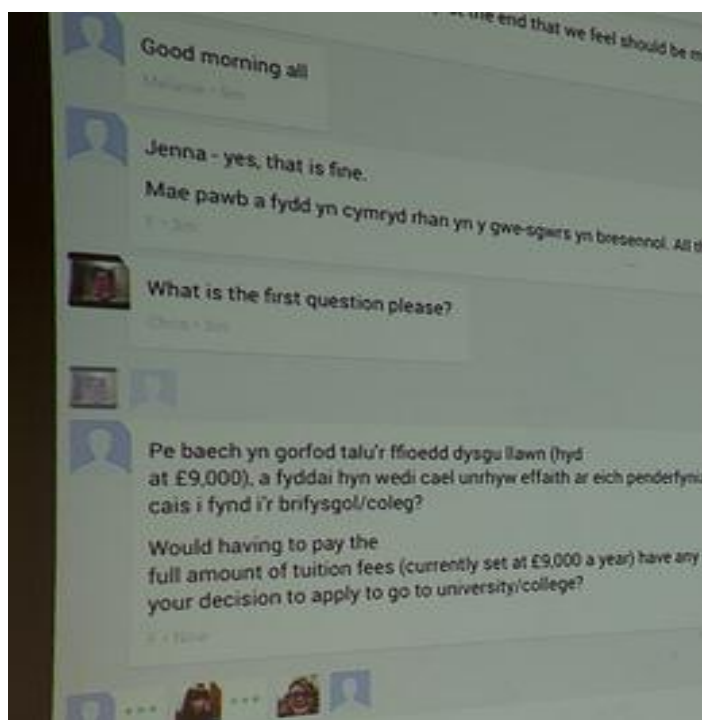 the end that we feel should be
Good morning all
Jenna - yes, that is fine.
Mae pawb a fydd yn cymryd rhan yn y gwe-sgwrs yn bresennol. All
What is the first question please?
Pe baech yn gorfod talu'r ffioedd dysgu llawn (hyd
at £9,000), a fyddai hyn wedi cael unrhyw effaith ar eich
cais i fynd i'r brifysgol/coleg?
Would having to pay the
full amount of tuition fees (currently set at £9,000 a year) have any
your decision to apply to go to university/college?